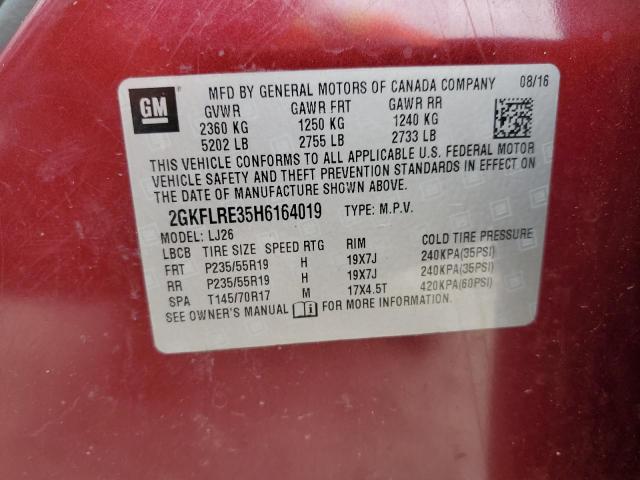 GM
MFD BY GENERAL MOTORS OF CANADA COMPANY 08/16
GVWR GAWR FRT GAWR RR
2360 KG 1250 KG 1240 KG
5202 LB 2755 LB 2733 LB
THIS VEHICLE CONFORMS TO ALL APPLICABLE U.S. FEDERAL MOTOR
VEHICLE SAFETY AND THEFT PREVENTION STANDARDS IN EFFECT ON
THE DATE OF MANUFACTURE SHOWN ABOVE.
2GKFLRE35H6164019 TYPE: M.P.V.
MODEL: LJ26
LBCB TIRE SIZE SPEED RTG RIM COLD TIRE PRESSURE
FRT P235/55R19 H 19X7J 240KPA(35PSI)
RR P235/55R19 H 19X7J 240KPA(35PSI)
SPA T145/70R17 M 17X4.5T 420KPA(60PSI)
SEE OWNER'S MANUAL i FOR MORE INFORMATION.